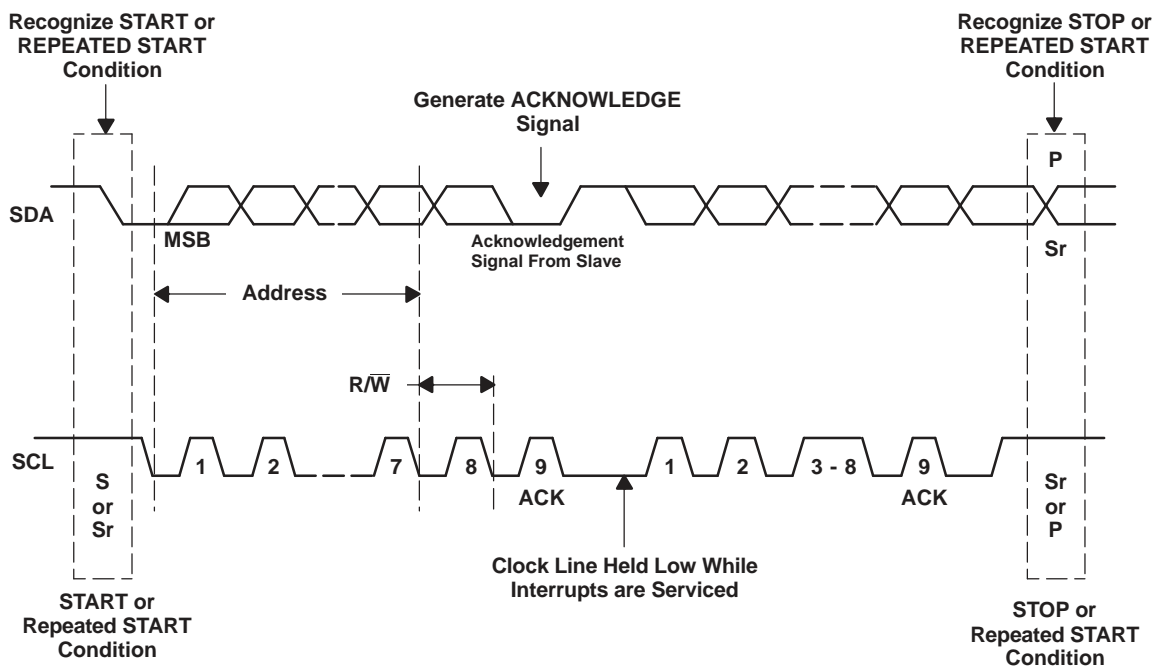 Recognize START or
REPEATED START
Condition
Recognize STOP or
REPEATED START
Condition
Generate ACKNOWLEDGE
Signal
P
SDA
MSB
Acknowledgement
Signal From Slave
Sr
Address
R/W̅
SCL
1
2
7
8
9
1
2
3 - 8
9
ACK
ACK
S
or
Sr
Sr
or
P
Clock Line Held Low While
Interrupts are Serviced
START or
Repeated START
Condition
STOP or
Repeated START
Condition